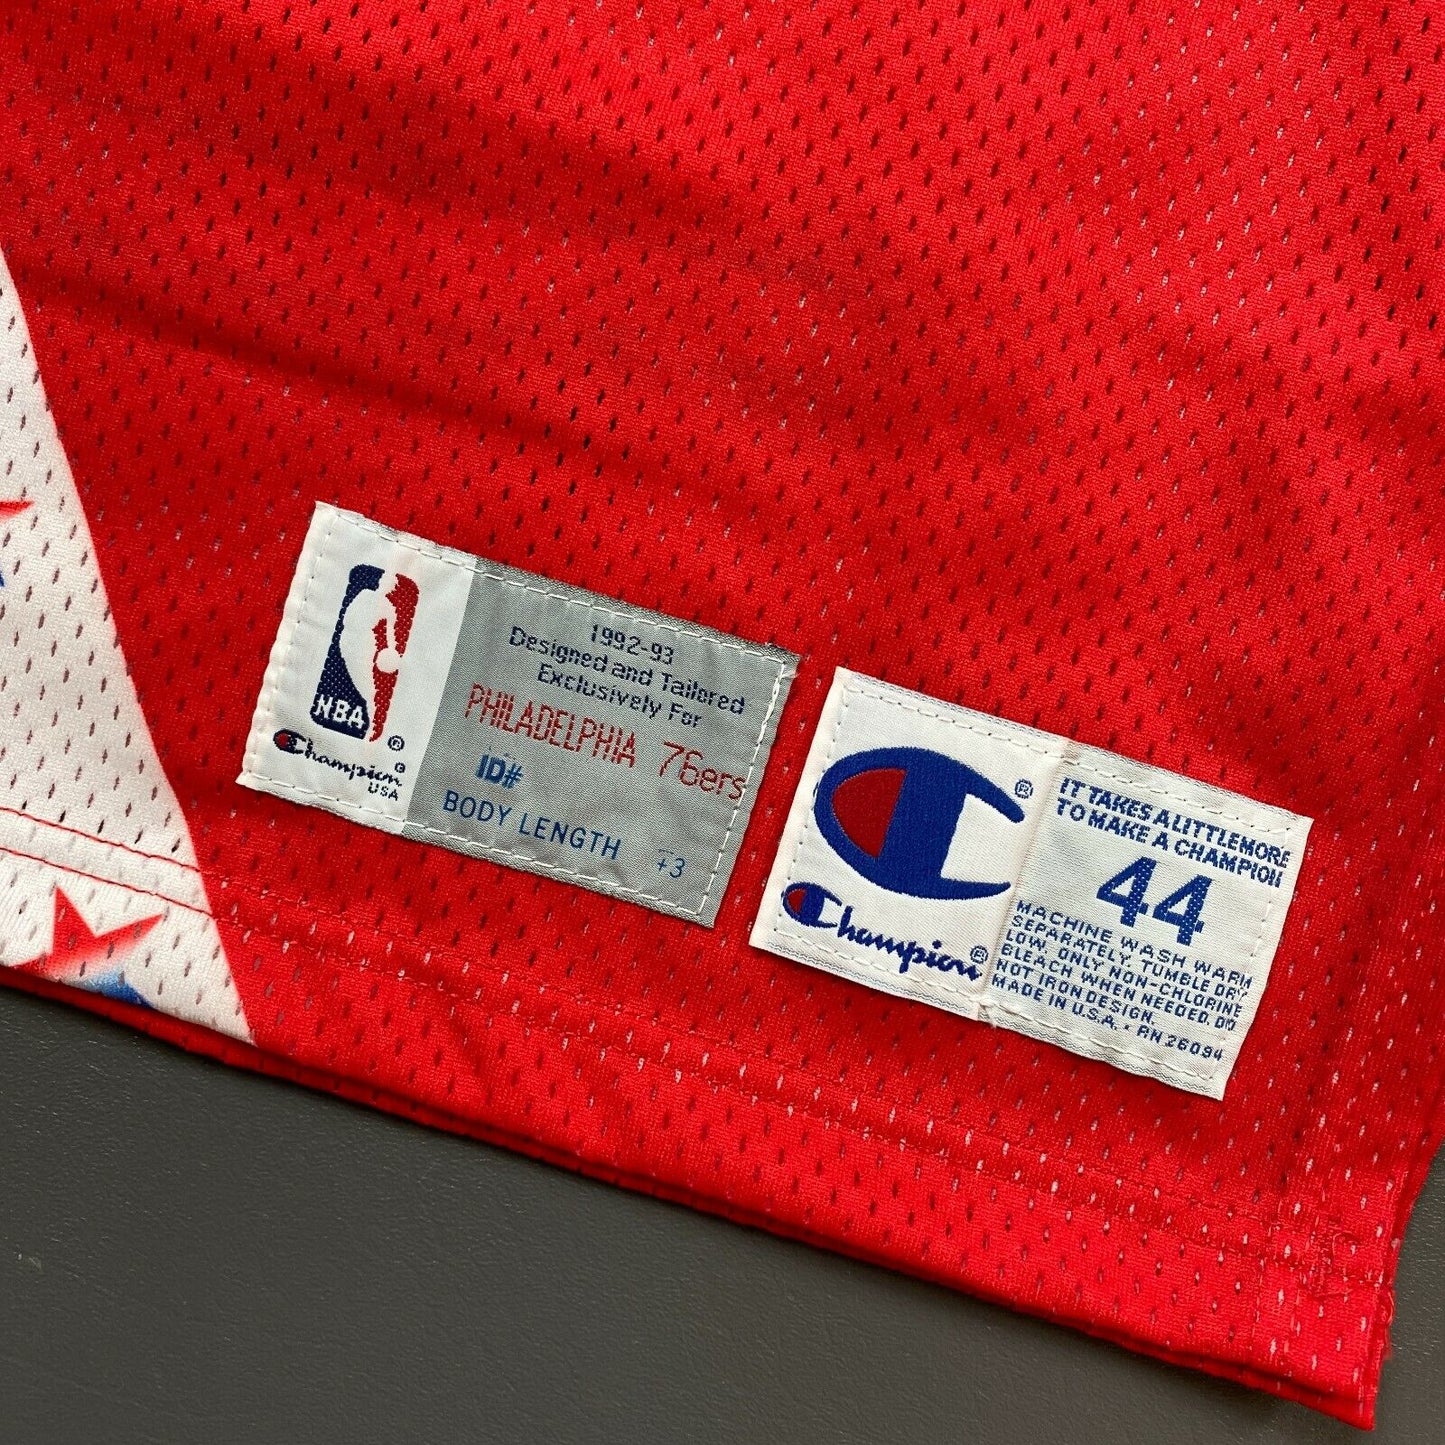 NBA
®
Champion®
USA
1992-93
Designed and Tailored
Exclusively For
PHILADELPHIA 76ers
ID#
BODY LENGTH +3
®
Champion®
IT TAKES A LITTLE MORE
TO MAKE A CHAMPION
44
MACHINE WASH WARM
SEPARATELY. TUMBLE DRY
LOW. ONLY NON-CHLORINE
BLEACH WHEN NEEDED. DO
NOT IRON DESIGN.
MADE IN U.S.A. • RN 26094